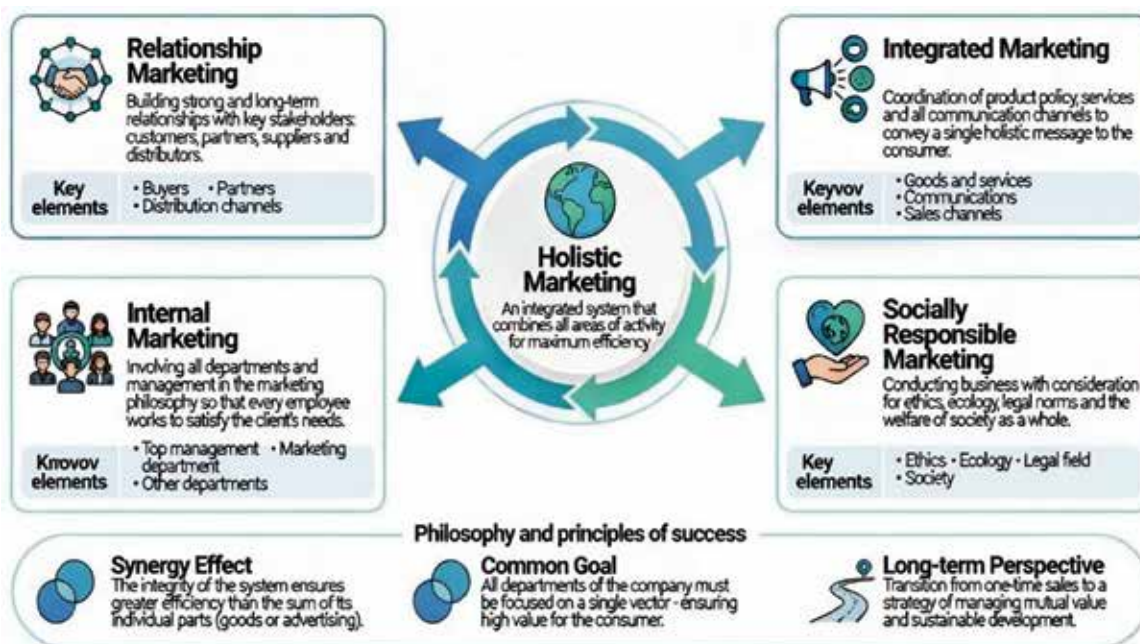 Relationship
Marketing
Building strong and long-term
relationships with key stakeholders:
customers, partners, suppliers and
distributors.
Key
elements
• Buyers • Partners
• Distribution channels
Integrated Marketing
Coordination of product policy, services
and all communication channels to
convey a single holistic message to the
consumer.
Keyvov
elements
• Goods and services
• Communications
• Sales channels
Holistic
Marketing
An integrated system that
combines all areas of activity
for maximum efficiency
Internal
Marketing
Involving all departments and
management in the marketing
philosophy so that every employee
works to satisfy the client's needs.
Knovov
elements
• Top management • Marketing
department
• Other departments
Socially
Responsible
Marketing
Conducting business with consideration
for ethics, ecology, legal norms and the
welfare of society as a whole.
Key
elements
• Ethics • Ecology • Legal field
• Society
Philosophy and principles of success
Synergy Effect
The integrity of the system ensures
greater efficiency than the sum of its
individual parts (goods or advertising).
Common Goal
All departments of the company must
be focused on a single vector - ensuring
high value for the consumer.
Long-term Perspective
Transition from one-time sales to a
strategy of managing mutual value
and sustainable development.